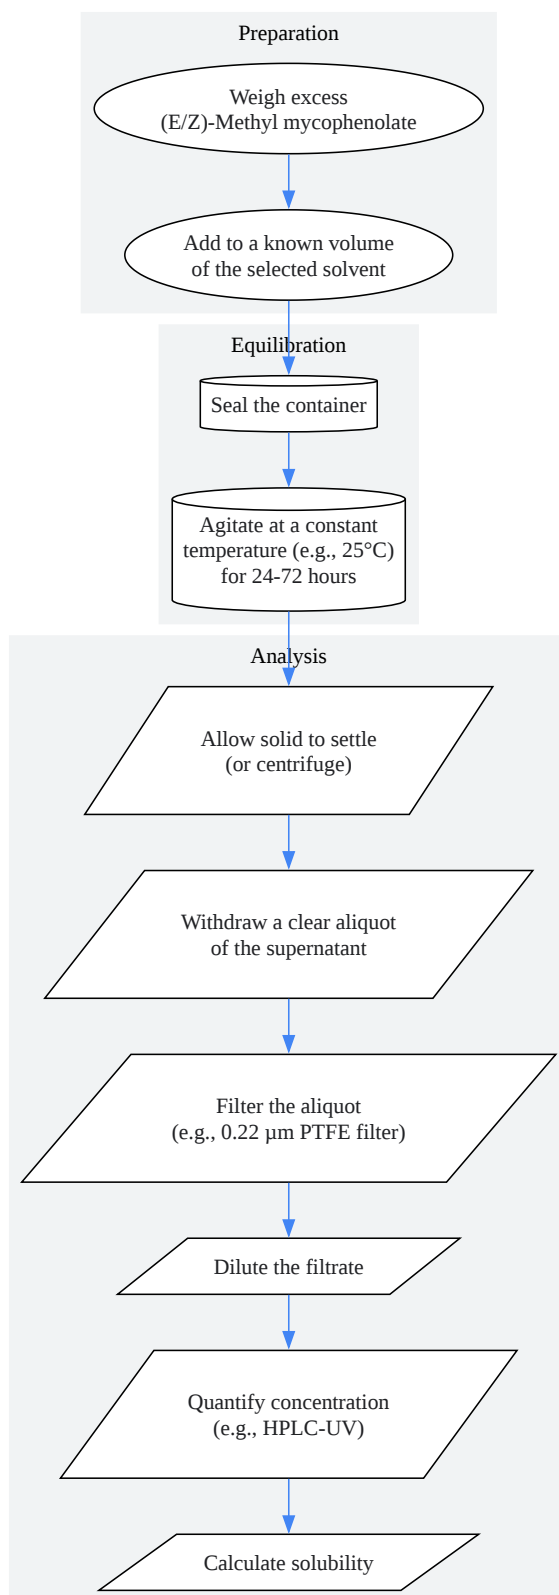 Preparation
Weigh excess
(E/Z)-Methyl mycophenolate
Add to a known volume
of the selected solvent
Equilibration
Seal the container
Agitate at a constant
temperature (e.g., 25°C)
for 24-72 hours
Analysis
Allow solid to settle
(or centrifuge)
Withdraw a clear aliquot
of the supernatant
Filter the aliquot
(e.g., 0.22 µm PTFE filter)
Dilute the filtrate
Quantify concentration
(e.g., HPLC-UV)
Calculate solubility